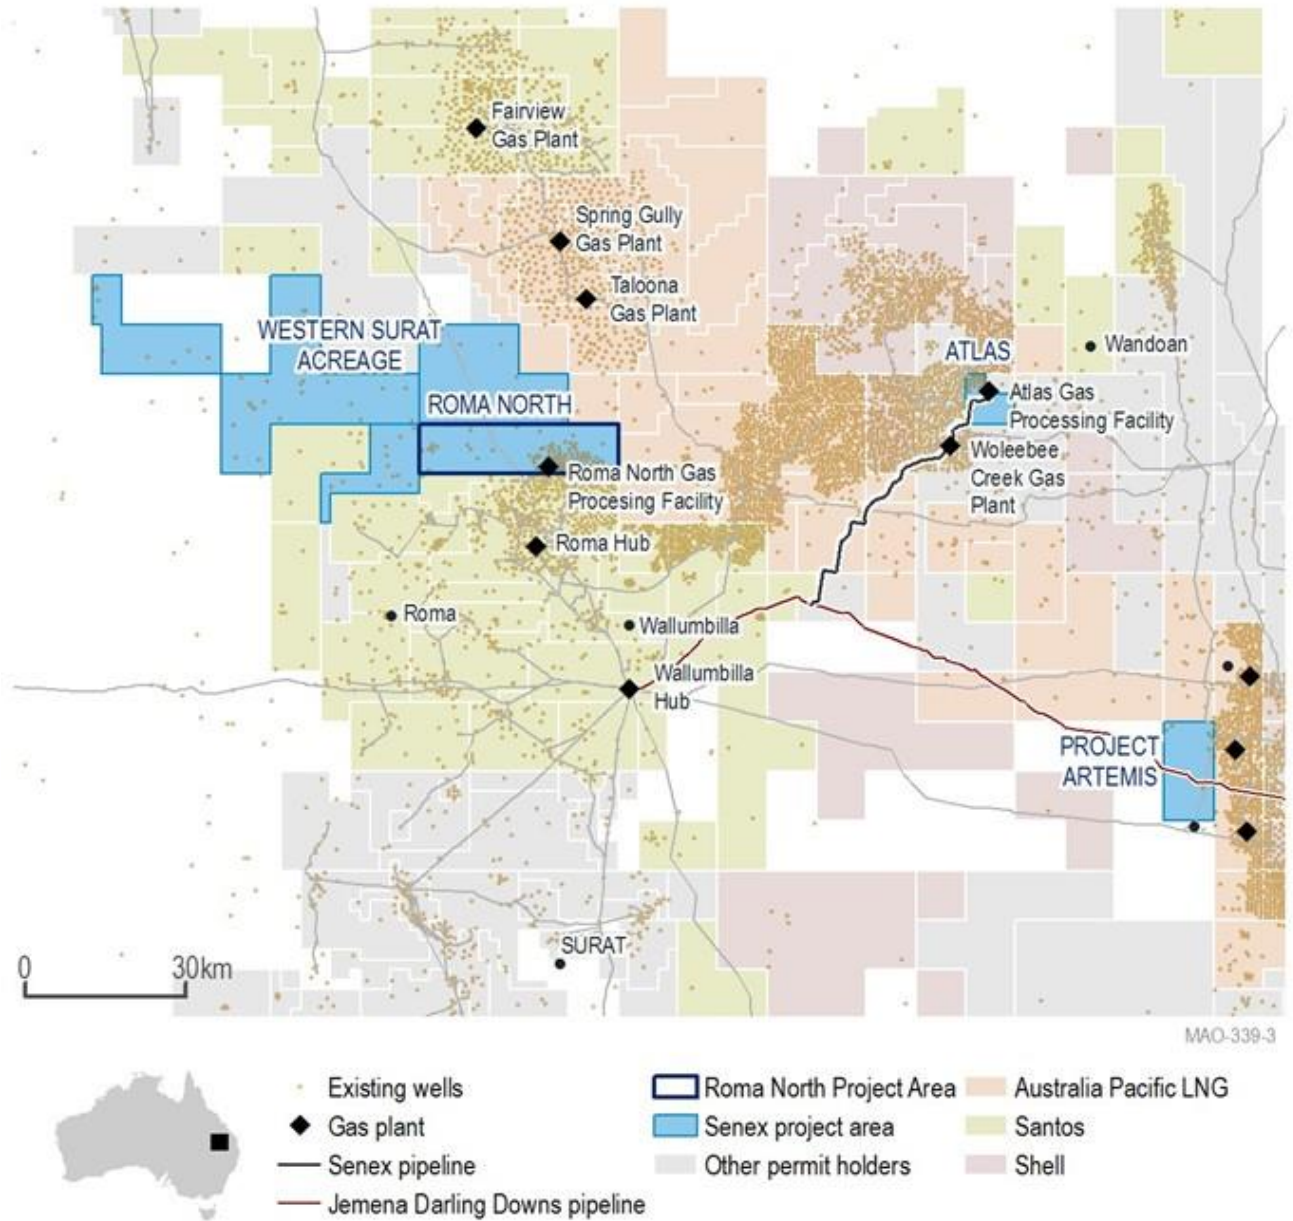 Fairview
Gas Plant
Spring Gully
Gas Plant
Taloona
Gas Plant
WESTERN SURAT
ACREAGE
ATLAS
Wandoan
ROMA NORTH
Atlas Gas
Processing Facility
Roma North Gas
Procesing Facility
Woleebee
Creek Gas
Plant
Roma Hub
Roma
Wallumbilla
Wallumbilla
Hub
PROJECT
ARTEMIS
SURAT
0 30km
MAO-339-3
Existing wells
Gas plant
Senex pipeline
Jemena Darling Downs pipeline
Roma North Project Area
Senex project area
Other permit holders
Australia Pacific LNG
Santos
Shell